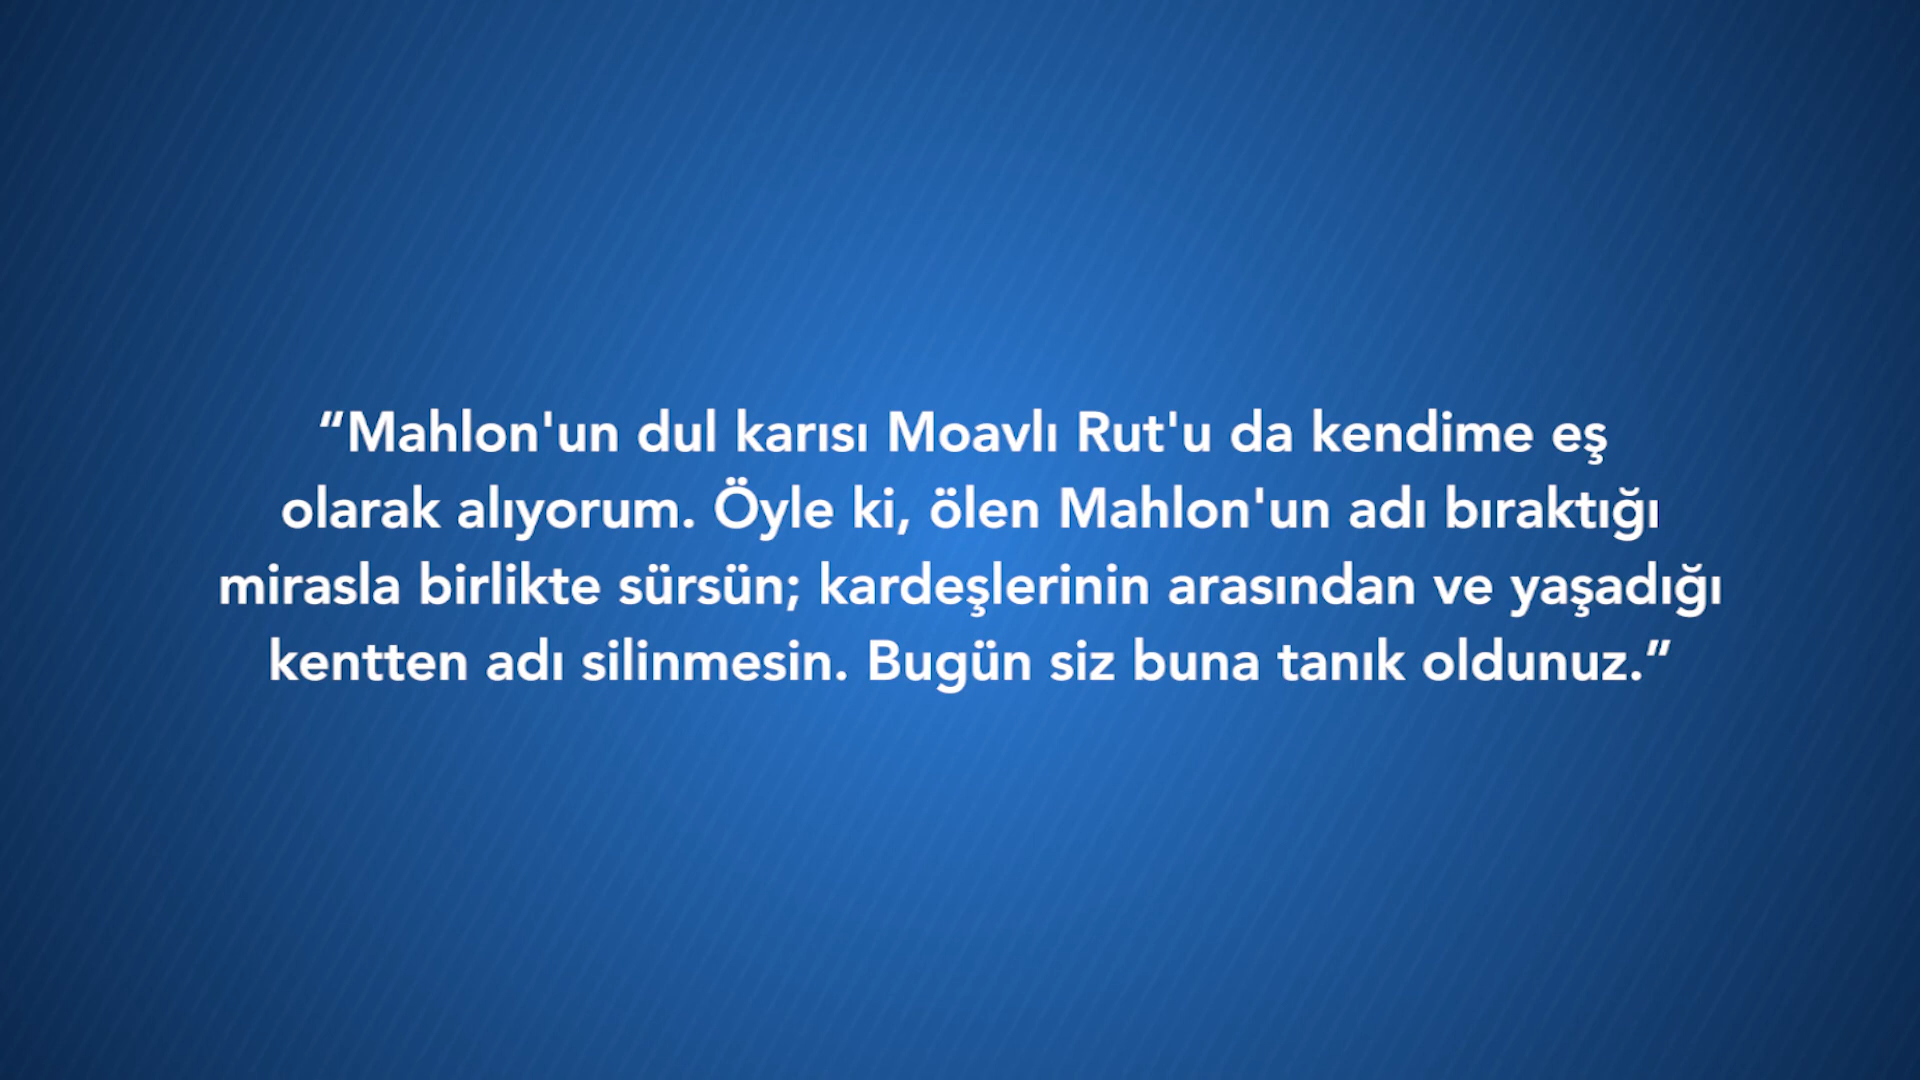 “Mahlon'un dul karısı Moavlı Rut'u da kendime eş
olarak alıyorum. Öyle ki, ölen Mahlon'un adı bıraktığı
mirasla birlikte sürsün; kardeşlerinin arasından ve yaşadığı
kentten adı silinmesin. Bugün siz buna tanık oldunuz.”